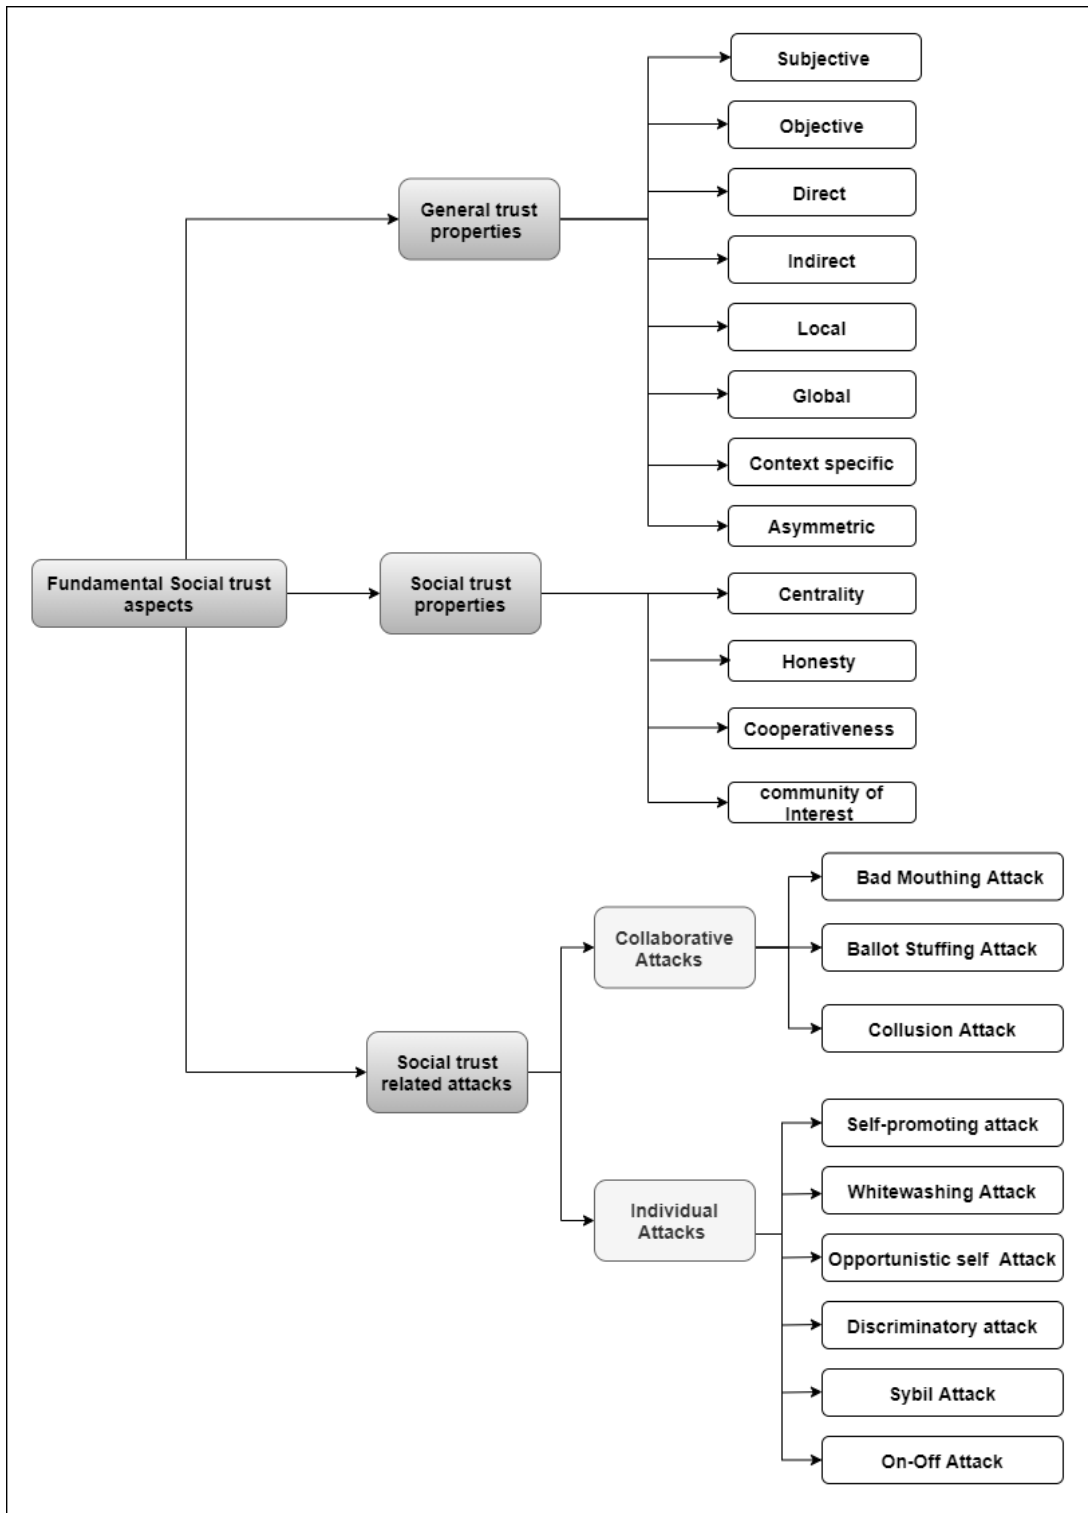 Subjective
Objective
Direct
General trust
properties
Indirect
Local
Global
Context specific
Asymmetric
Fundamental Social trust
aspects
Social trust
properties
Centrality
Honesty
Cooperativeness
community of
Interest
Bad Mouthing Attack
Collaborative
Attacks
Ballot Stuffing Attack
Collusion Attack
Social trust
related attacks
Self-promoting attack
Whitewashing Attack
Individual
Attacks
Opportunistic self  Attack
Discriminatory attack
Sybil Attack
On-Off Attack